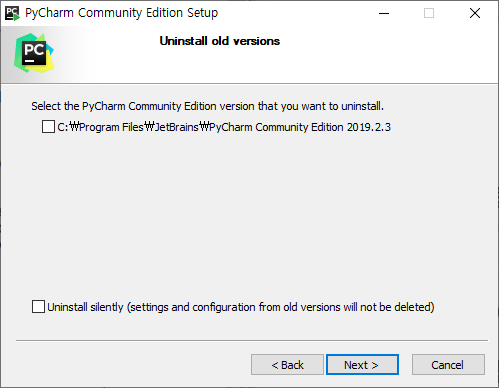 PyCharm Community Edition Setup
PC
Uninstall old versions
Select the PyCharm Community Edition version that you want to uninstall.
C:₩Program Files₩JetBrains₩PyCharm Community Edition 2019.2.3
Uninstall silently (settings and configuration from old versions will not be deleted)
< Back
Next >
Cancel